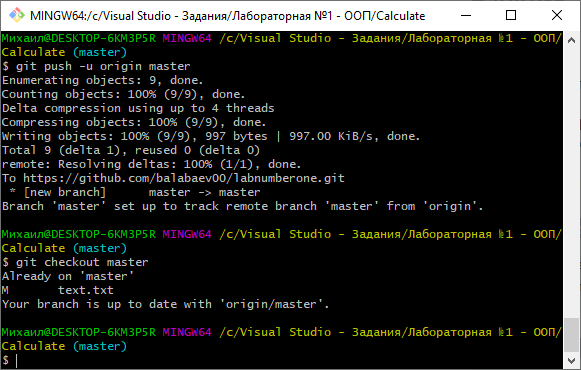 MINGW64:/c/Visual Studio - Задания/Лабораторная №1 - ООП/Calculate
Михаил@DESKTOP-6KM3P5R MINGW64 /c/Visual Studio - Задания/Лабораторная №1 - ООП/
Calculate (master)
$ git push -u origin master
Enumerating objects: 9, done.
Counting objects: 100% (9/9), done.
Delta compression using up to 4 threads
Compressing objects: 100% (9/9), done.
Writing objects: 100% (9/9), 997 bytes | 997.00 KiB/s, done.
Total 9 (delta 1), reused 0 (delta 0)
remote: Resolving deltas: 100% (1/1), done.
To https://github.com/balabaev00/labnumberone.git
 * [new branch]      master -> master
Branch 'master' set up to track remote branch 'master' from 'origin'.
Михаил@DESKTOP-6KM3P5R MINGW64 /c/Visual Studio - Задания/Лабораторная №1 - ООП/
Calculate (master)
$ git checkout master
Already on 'master'
M       text.txt
Your branch is up to date with 'origin/master'.
Михаил@DESKTOP-6KM3P5R MINGW64 /c/Visual Studio - Задания/Лабораторная №1 - ООП/
Calculate (master)
$